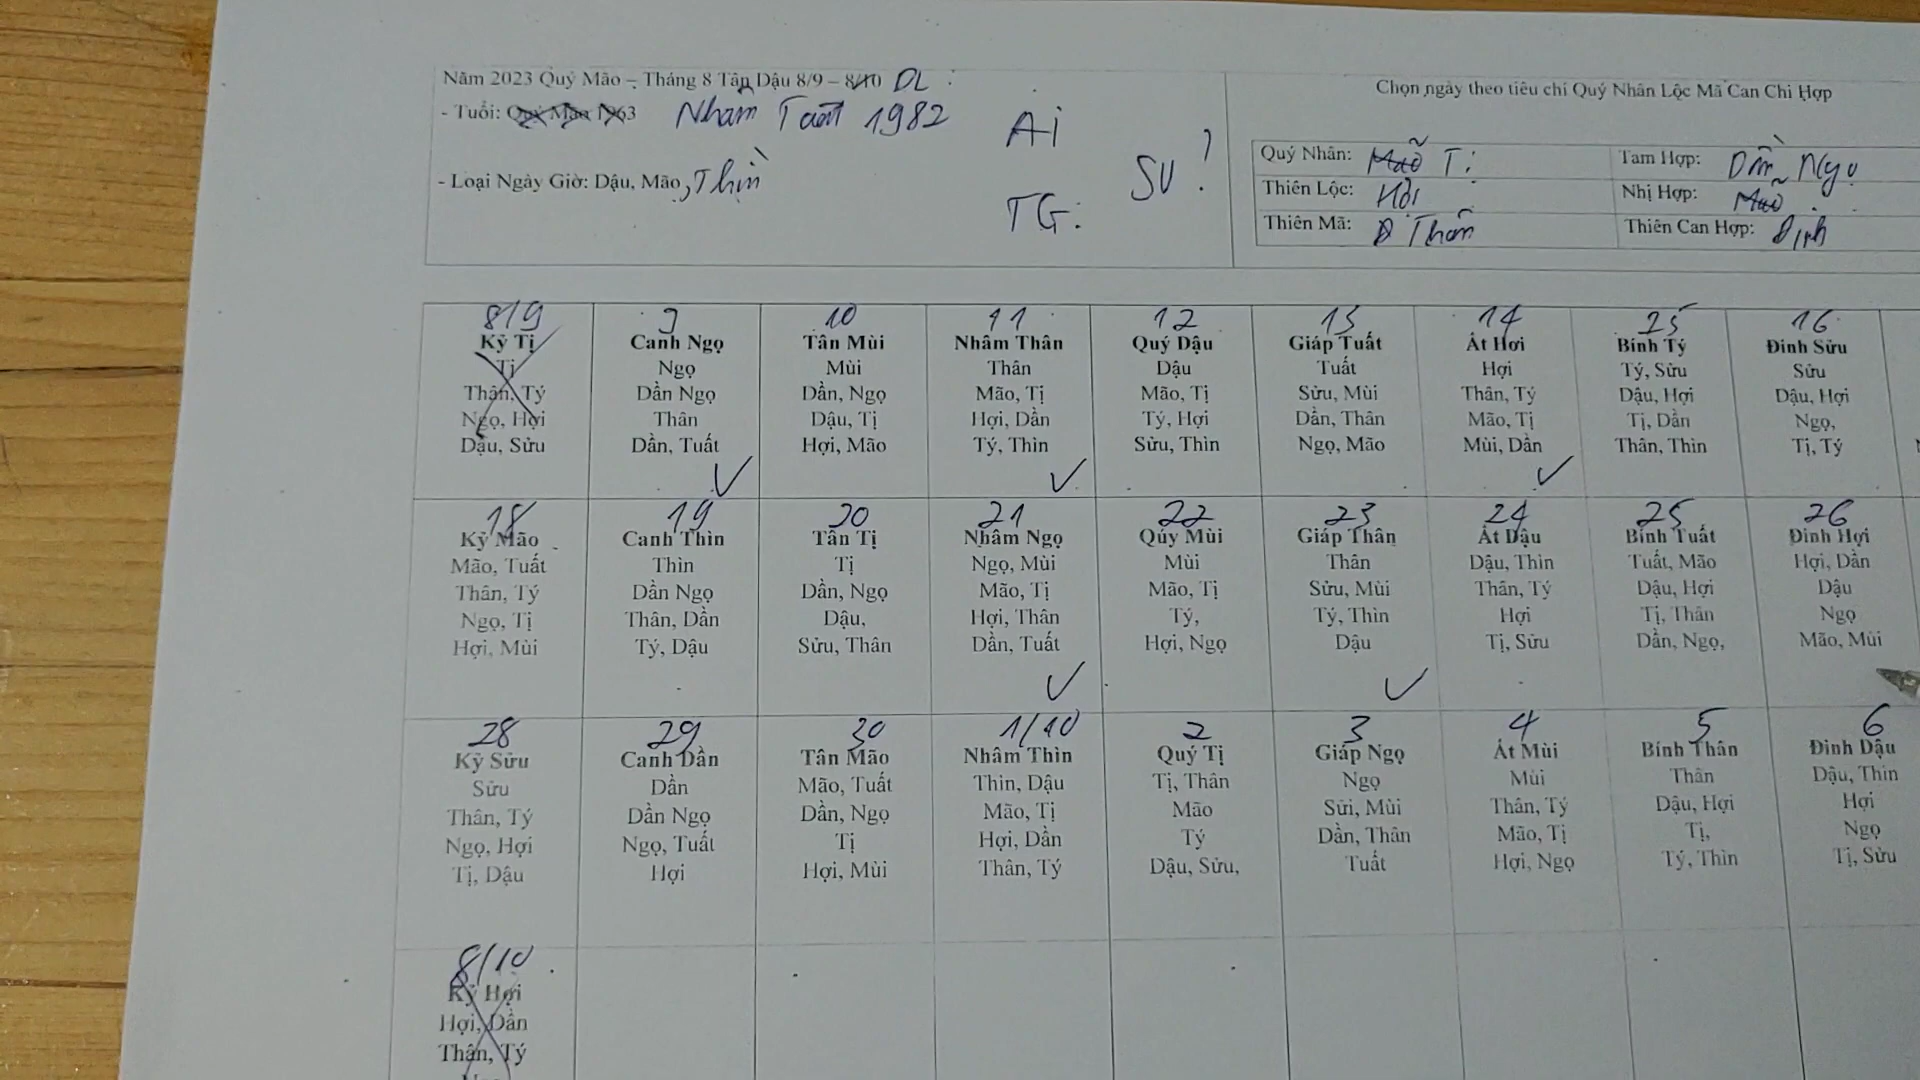 Năm 2023 Quý Mão – Tháng 8 Tân Dậu 8/9 – 8/10 DL
- Tuổi: Quý Mão 1963 Nhâm Tuất 1982
- Loại Ngày Giờ: Dậu, Mão, Thìn
Ai
SV?
TG:
Chọn ngày theo tiêu chí Quý Nhân Lộc Mã Can Chi Hợp
Quý Nhân: Mão Tị Tam Hợp: Dần Ngọ
Thiên Lộc: Hợi Nhị Hợp: Mão
Thiên Mã: Thân Thiên Can Hợp: Đinh
8/9 9 10 11 12 13 14 25 16
Kỷ Tị Canh Ngọ Tân Mùi Nhâm Thân Quý Dậu Giáp Tuất Ất Hơi Bính Tý Đinh Sửu
Tị Ngọ Mùi Thân Dậu Tuất Hợi Tý, Sửu Sửu
Thân, Tý Dần Ngọ Dần, Ngọ Mão, Tị Mão, Tị Sửu, Mùi Thân, Tý Dậu, Hợi Dậu, Hợi
Ngọ, Hợi Thân Dậu, Tị Hợi, Dần Tý, Hợi Dần, Thân Mão, Tị Tị, Dần Ngọ,
Dậu, Sửu Dần, Tuất Hợi, Mão Tý, Thìn Sửu, Thìn Ngọ, Mão Mùi, Dần Thân, Thìn Tị, Tý
18 19 20 21 22 23 24 25 26
Kỷ Mão Canh Thìn Tân Tị Nhâm Ngọ Qúy Mùi Giáp Thân Ất Dậu Bính Tuất Đinh Hợi
Mão, Tuất Thìn Tị Ngọ, Mùi Mùi Thân Dậu, Thìn Tuất, Mão Hợi, Dần
Thân, Tý Dần Ngọ Dần, Ngọ Mão, Tị Mão, Tị Sửu, Mùi Thân, Tý Dậu, Hợi Dậu
Ngọ, Tị Thân, Dần Dậu, Hợi, Thân Tý, Tý, Thìn Hợi Tị, Thân Ngọ
Hợi, Mùi Tý, Dậu Sửu, Thân Dần, Tuất Hợi, Ngọ Dậu Tị, Sửu Dần, Ngọ, Mão, Mùi
28 29 30 1/10 2 3 4 5 6
Kỷ Sửu Canh Dần Tân Mão Nhâm Thìn Quý Tị Giáp Ngọ Ất Mùi Bính Thân Đinh Dậu
Sửu Dần Mão, Tuất Thìn, Dậu Tị, Thân Ngọ Mùi Thân Dậu, Thìn
Thân, Tý Dần Ngọ Dần, Ngọ Mão, Tị Mão Sửi, Mùi Thân, Tý Dậu, Hợi Hợi
Ngọ, Hợi Ngọ, Tuất Tị Hợi, Dần Tý Dần, Thân Mão, Tị Tị, Ngọ
Tị, Dậu Hợi Hợi, Mùi Thân, Tý Dậu, Sửu, Tuất Hợi, Ngọ Tý, Thìn Tị, Sửu
8/10
Kỷ Hợi
Hợi, Dần
Thân, Tý